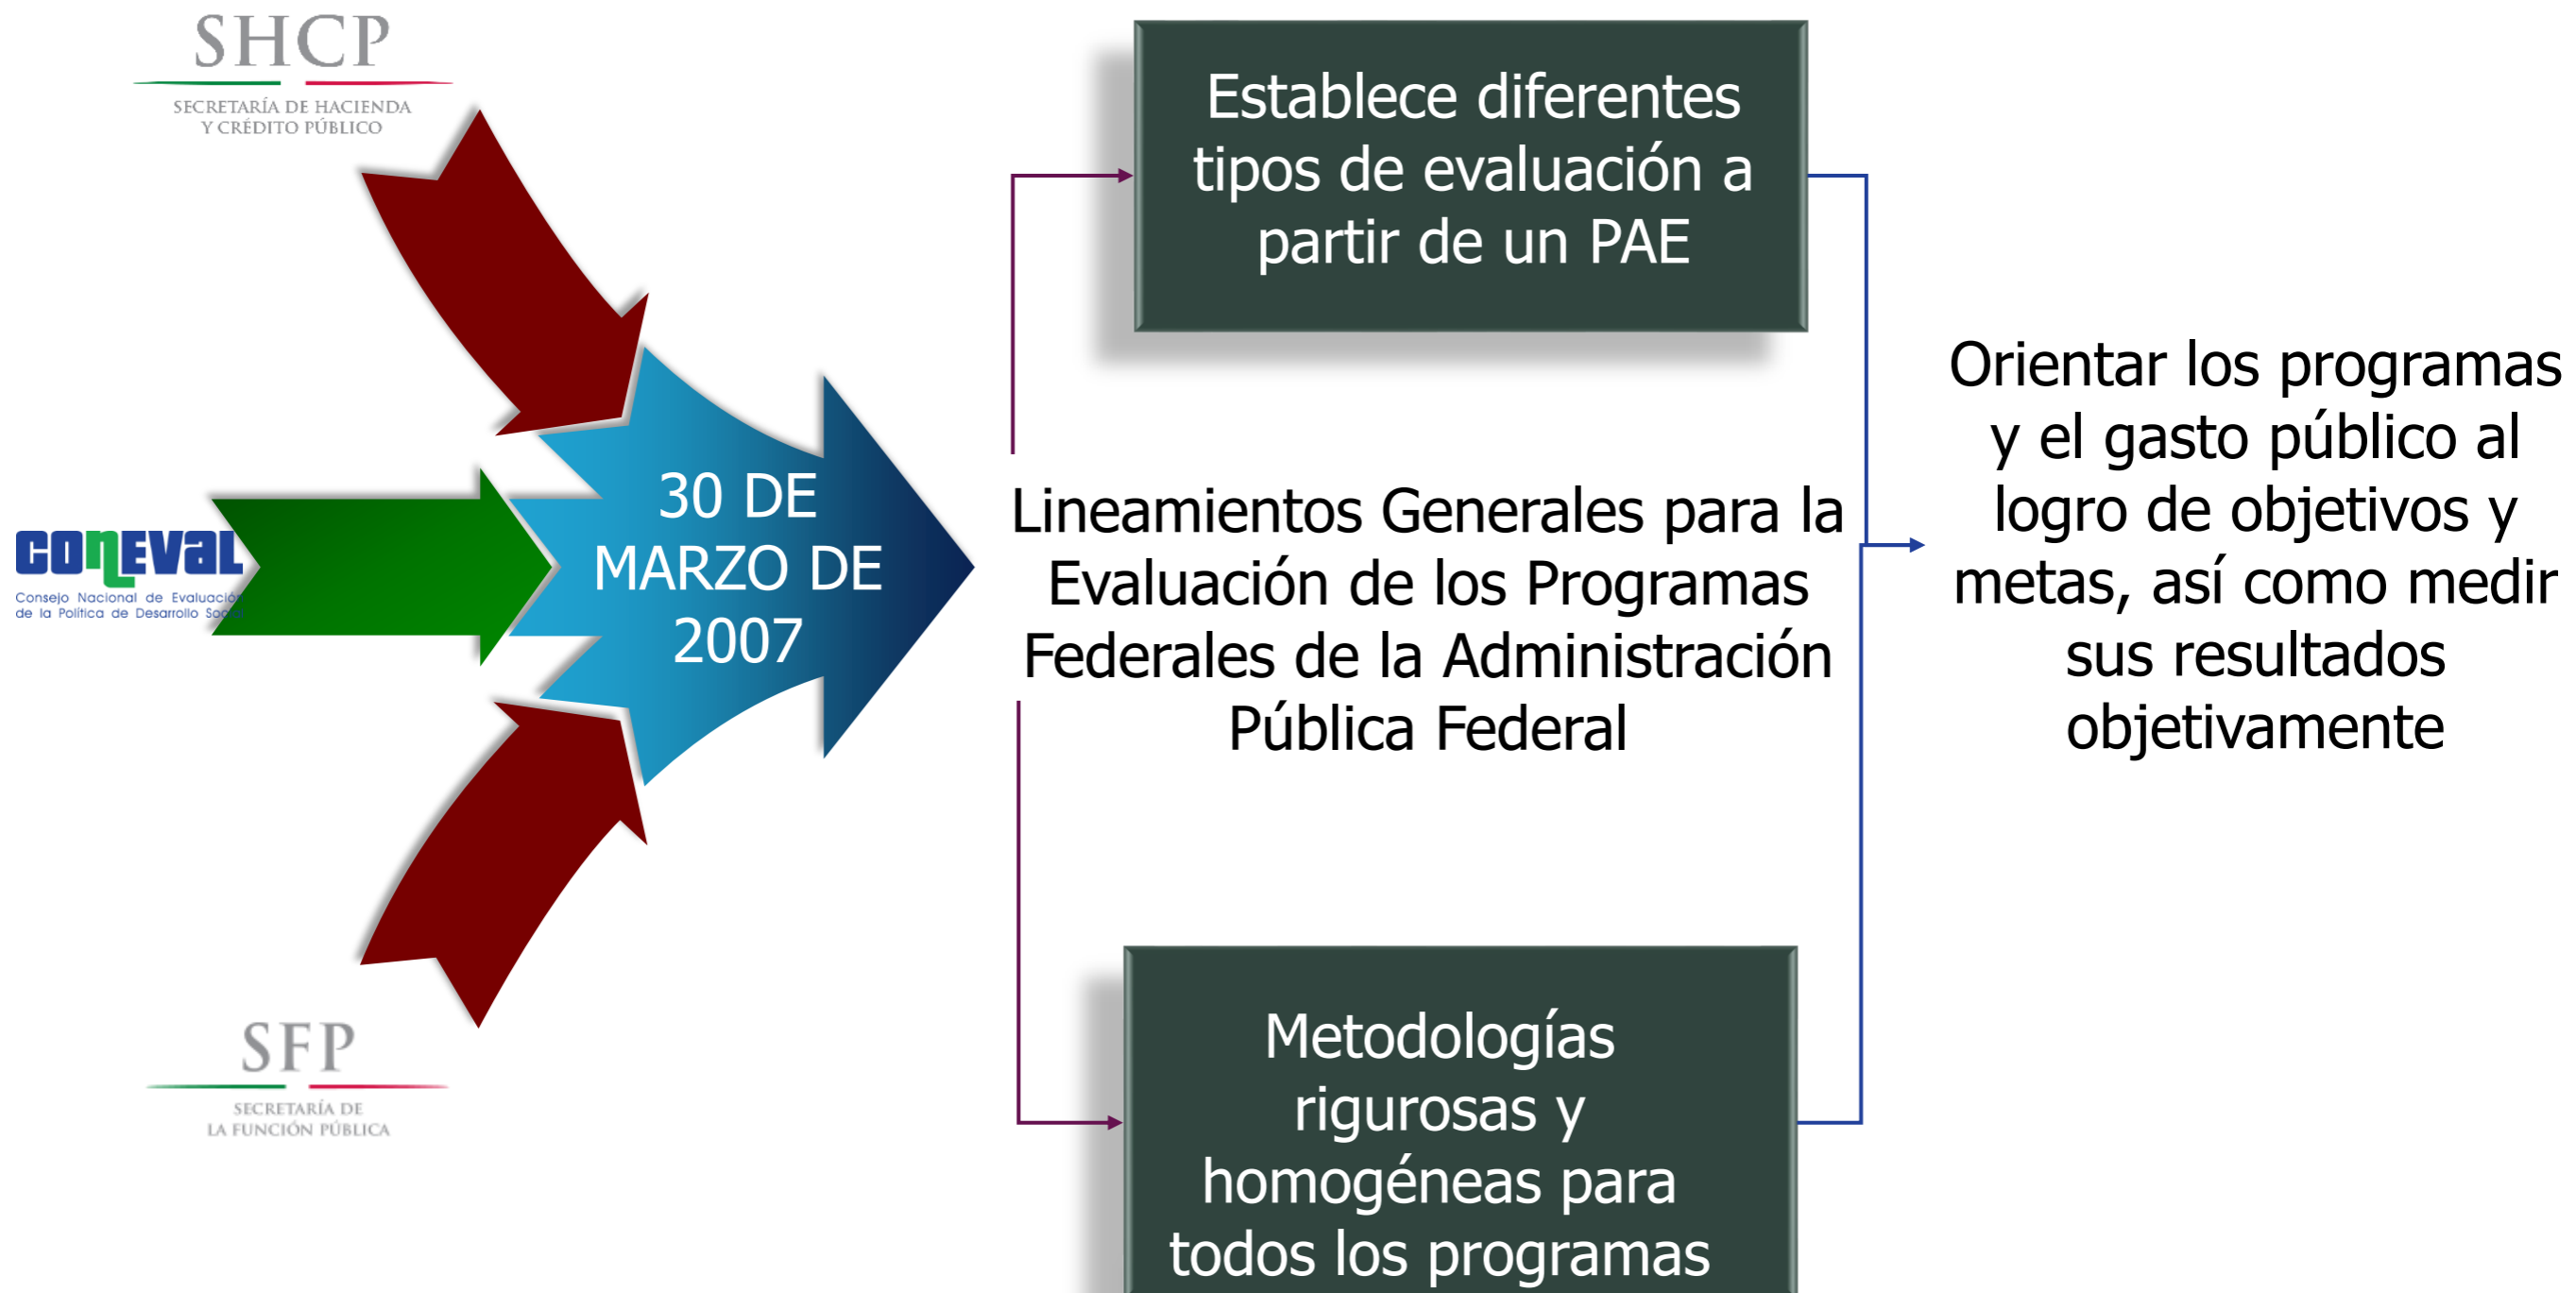 SHCP
SECRETARÍA DE HACIENDA
Y CRÉDITO PÚBLICO
CONEVAL
Consejo Nacional de Evaluación
de la Política de Desarrollo Social
SFP
SECRETARÍA DE
LA FUNCIÓN PÚBLICA
30 DE
MARZO DE
2007
Establece diferentes
tipos de evaluación a
partir de un PAE
Lineamientos Generales para la
Evaluación de los Programas
Federales de la Administración
Pública Federal
Metodologías
rigurosas y
homogéneas para
todos los programas
Orientar los programas
y el gasto público al
logro de objetivos y
metas, así como medir
sus resultados
objetivamente